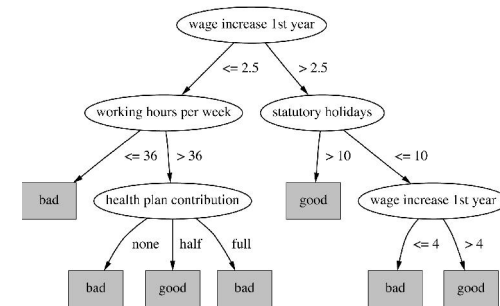 wage increase 1st year
<= 2.5 > 2.5
working hours per week statutory holidays
<= 36 > 36 > 10 <= 10
bad health plan contribution good wage increase 1st year
none half full <= 4 > 4
bad good bad bad good